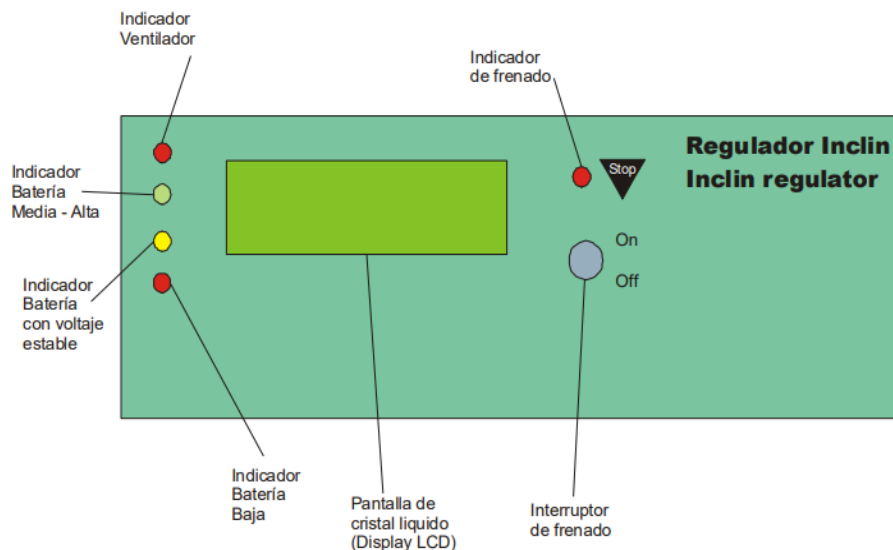 Indicador
Ventilador
Indicador
de frenado
Regulador Inclin
Inclin regulator
Stop
Indicador
Batería
Media - Alta
On
Off
Indicador
Batería
con voltaje
estable
Indicador
Batería
Baja
Pantalla de
cristal liquido
(Display LCD)
Interruptor
de frenado